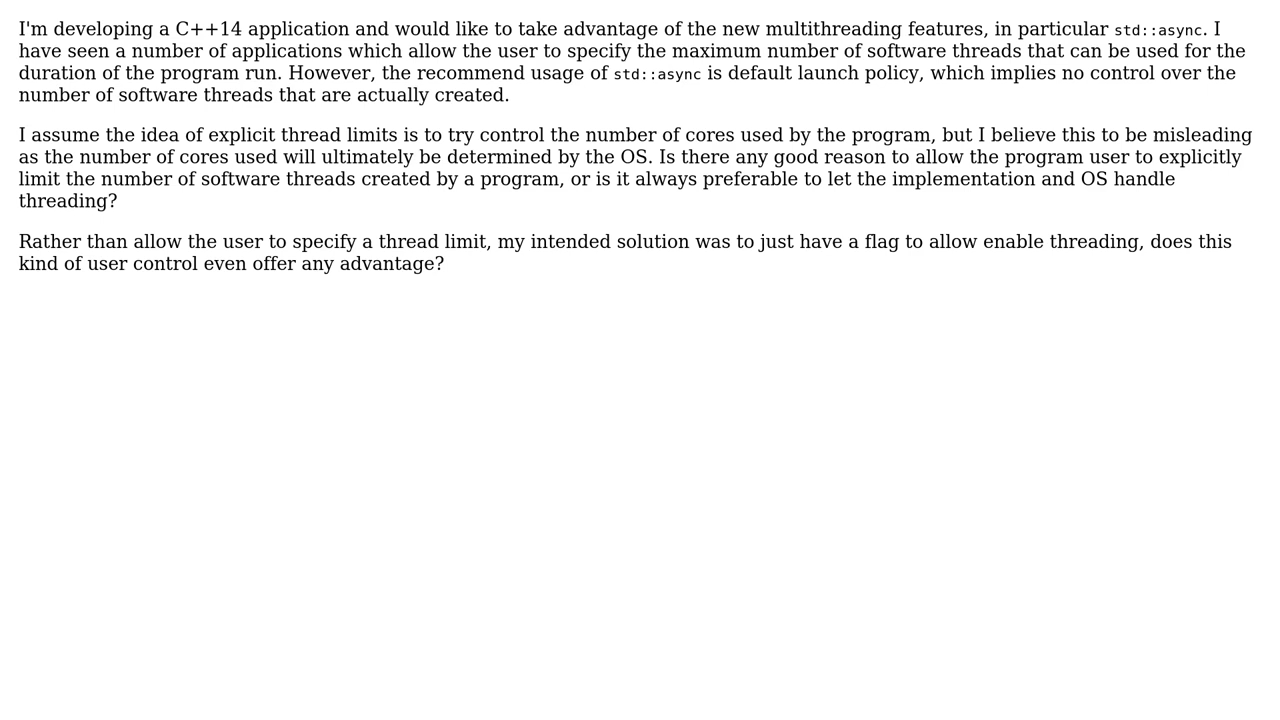 I'm developing a C++14 application and would like to take advantage of the new multithreading features, in particular std::async. I
have seen a number of applications which allow the user to specify the maximum number of software threads that can be used for the
duration of the program run. However, the recommend usage of std::async is default launch policy, which implies no control over the
number of software threads that are actually created.
I assume the idea of explicit thread limits is to try control the number of cores used by the program, but I believe this to be misleading
as the number of cores used will ultimately be determined by the OS. Is there any good reason to allow the program user to explicitly
limit the number of software threads created by a program, or is it always preferable to let the implementation and OS handle
threading?
Rather than allow the user to specify a thread limit, my intended solution was to just have a flag to allow enable threading, does this
kind of user control even offer any advantage?